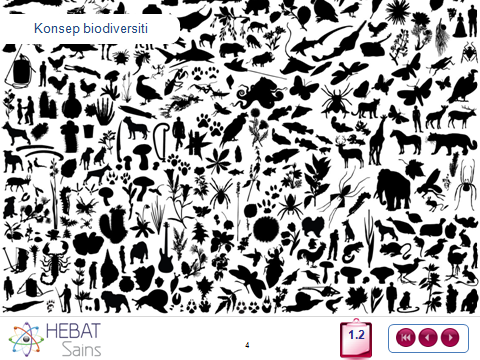 Konsep biodiversiti
HEBAT
Sains
4
1.2